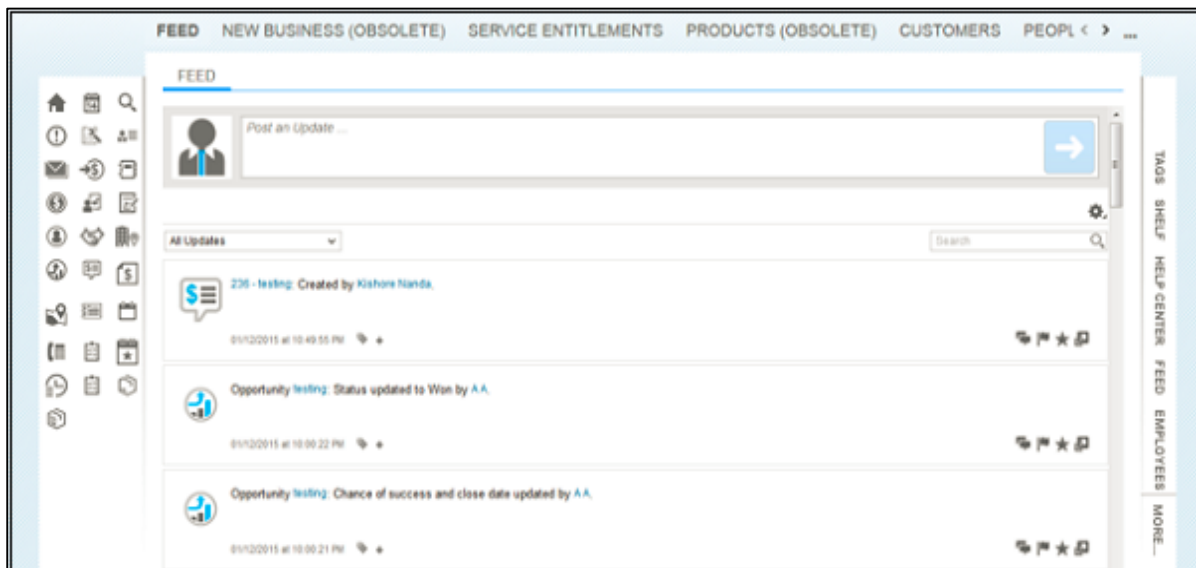 FEED NEW BUSINESS (OBSOLETE) SERVICE ENTITLEMENTS PRODUCTS (OBSOLETE) CUSTOMERS PEOPL < > ...
FEED
Post an Update ...
All Updates
Search
236 - testing: Created by Kishore Nanda.
01/12/2015 at 10:49:55 PM
Opportunity testing: Status updated to Won by A A.
01/12/2015 at 10:00:22 PM
Opportunity testing: Chance of success and close date updated by A A.
01/12/2015 at 10:00:21 PM
TAGS
SHELF
HELP CENTER
FEED
EMPLOYEES
MORE...